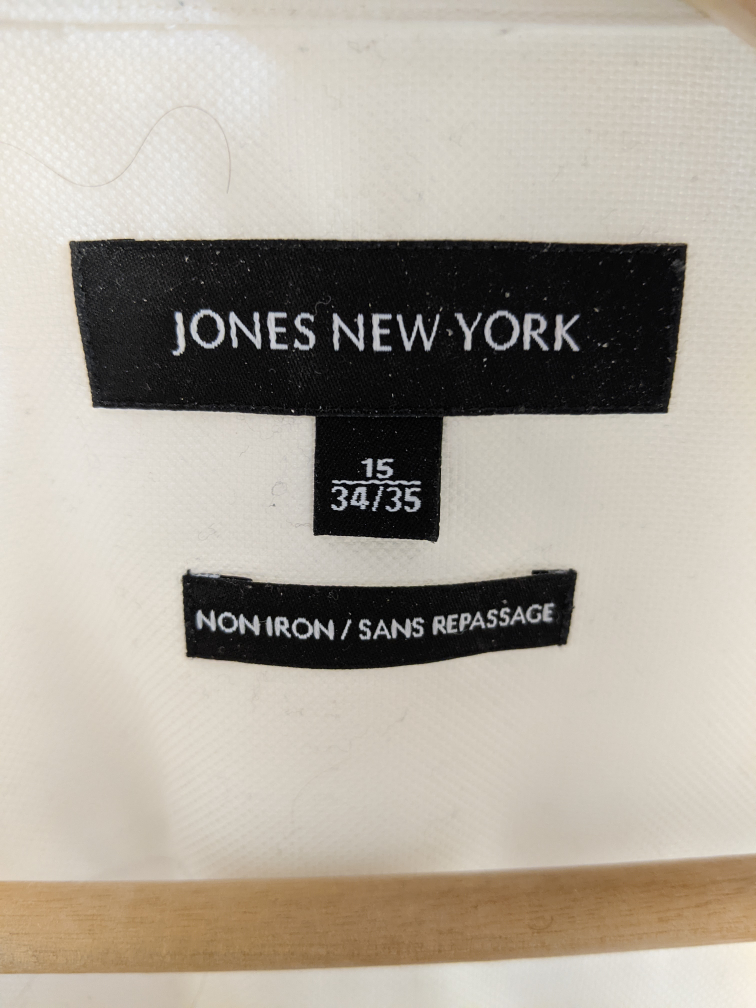 JONES NEW YORK
15
34/35
NON IRON / SANS REPASSAGE